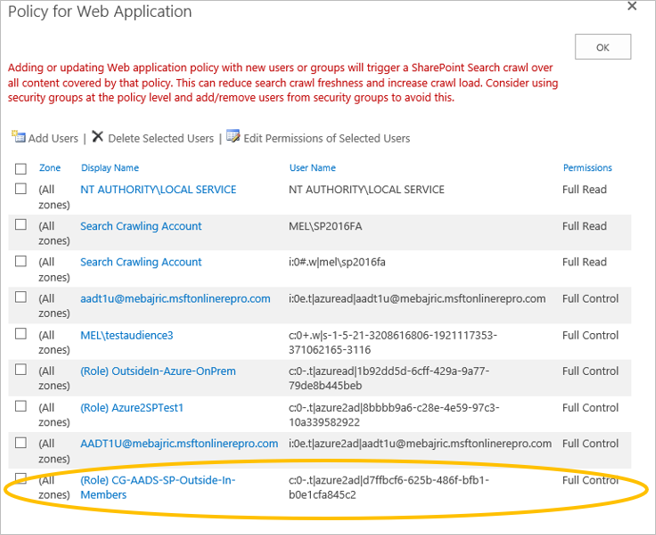 Policy for Web Application
OK
Adding or updating Web application policy with new users or groups will trigger a SharePoint Search crawl over
all content covered by that policy. This can reduce search crawl freshness and increase crawl load. Consider using
security groups at the policy level and add/remove users from security groups to avoid this.
Add Users | Delete Selected Users | Edit Permissions of Selected Users
Zone Display Name User Name Permissions
(All NT AUTHORITY\LOCAL SERVICE NT AUTHORITY\LOCAL SERVICE Full Read
zones)
(All Search Crawling Account MEL\SP2016FA Full Read
zones)
(All Search Crawling Account i:0#.w|mel\sp2016fa Full Read
zones)
(All aadt1u@mebajric.msftonlinerepro.com i:0e.t|azuread|aadt1u@mebajric.msftonlinerepro.com Full Control
zones)
(All MEL\testaudience3 c:0+.w|s-1-5-21-3208616806-1921117353- Full Control
zones) 371062165-3116
(All (Role) OutsideIn-Azure-OnPrem c:0-.t|azuread|1b92dd5d-6cff-429a-9a77- Full Control
zones) 79de8b445beb
(All (Role) Azure2SPTest1 c:0-.t|azure2ad|8bbbb9a6-c28e-4e59-97c3- Full Control
zones) 10a339582922
(All AADT1U@mebajric.msftonlinerepro.com i:0e.t|azure2ad|aadt1u@mebajric.msftonlinerepro.com Full Control
zones)
(All (Role) CG-AADS-SP-Outside-In- c:0-.t|azure2ad|d7ffbcf6-625b-486f-bfb1- Full Control
zones) Members b0e1cfa845c2